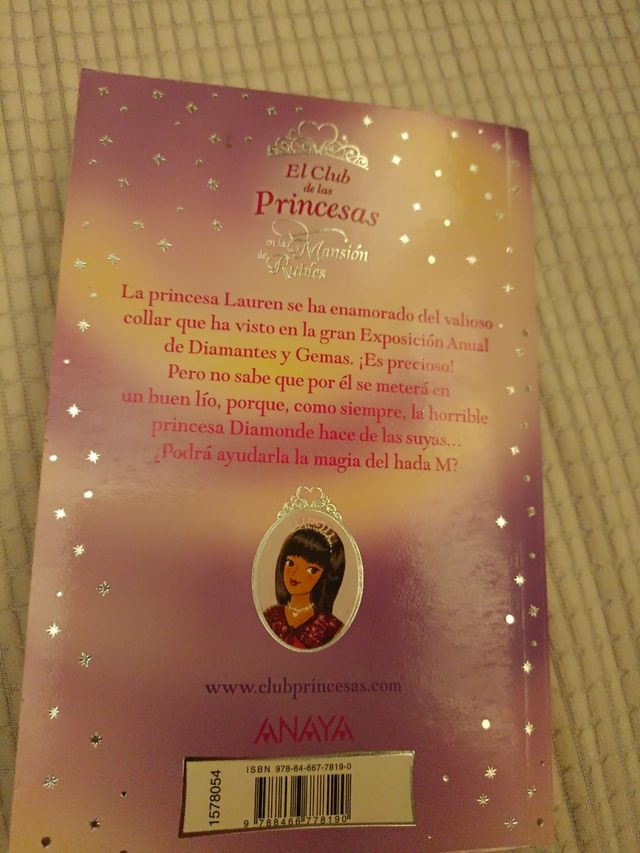 El Club
de las
Princesas
en la Mansión
de Rubíes
La princesa Lauren se ha enamorado del valioso
collar que ha visto en la gran Exposición Anual
de Diamantes y Gemas. ¡Es precioso!
Pero no sabe que por él se meterá en
un buen lío, porque, como siempre, la horrible
princesa Diamonde hace de las suyas...
¿Podrá ayudarla la magia del hada M?
www.clubprincesas.com
ANAYA
1578054
ISBN 978-84-667-7819-0
9 788466 778190